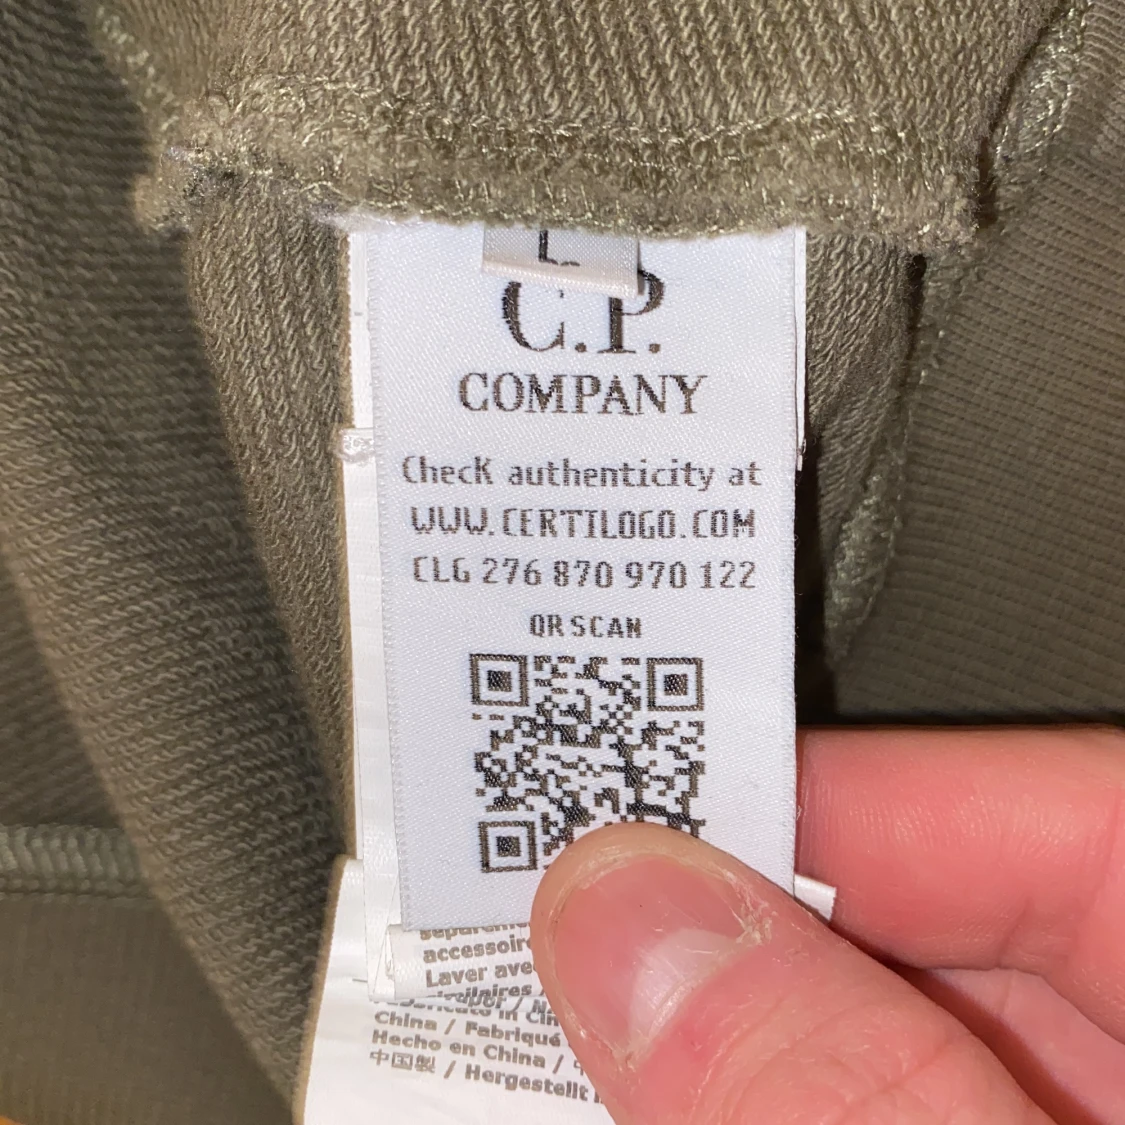 L
C.P.
COMPANY
Check authenticity at
WWW.CERTILOGO.COM
CLG 276 870 970 122
QR SCAN
accessoire
Laver ave
China / Fabriqué
Hecho en China /
中国製 / Hergestellt